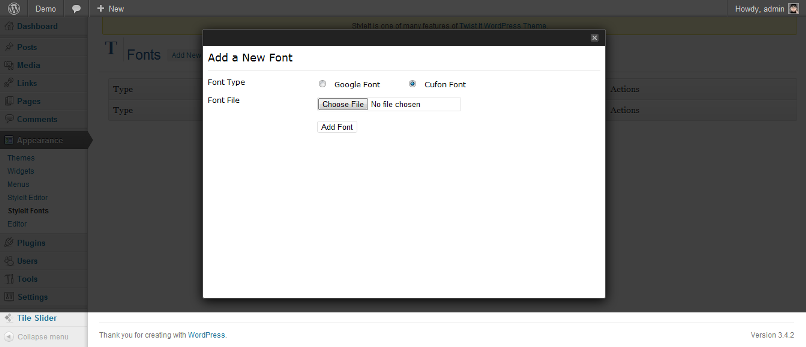 Demo
+ New
Howdy, admin
StyleIt is one of many features of Twist It WordPress Theme
Dashboard
Posts
Media
Links
Pages
Comments
Appearance
Themes
Widgets
Menus
StyleIt Editor
StyleIt Fonts
Editor
Plugins
Users
Tools
Settings
Tile Slider
Collapse menu
T Fonts Add New
Type Actions
Type Actions
Add a New Font
Font Type Google Font Cufon Font
Font File Choose File No file chosen
Add Font
Thank you for creating with WordPress.
Version 3.4.2